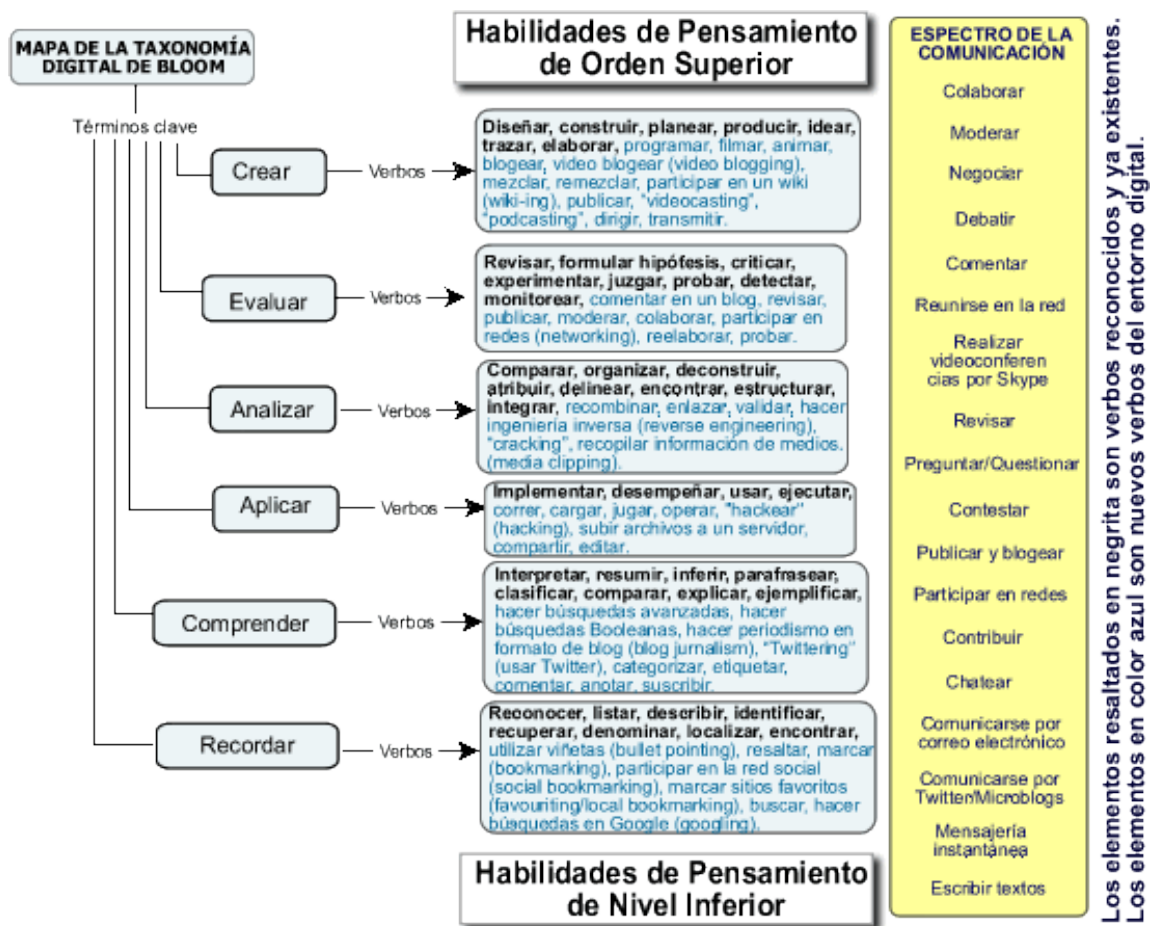 MAPA DE LA TAXONOMÍA
DIGITAL DE BLOOM
Términos clave
Habilidades de Pensamiento
de Orden Superior
Crear
Verbos
Diseñar, construir, planear, producir, idear,
trazar, elaborar, programar, filmar, animar,
blogear, video blogear (video blogging),
mezclar, remezclar, participar en un wiki
(wiki-ing), publicar, "videocasting",
"podcasting", dirigir, transmitir.
Evaluar
Verbos
Revisar, formular hipófesis, criticar,
experimentar, juzgar, probar, detectar,
monitorear, comentar en un blog, revisar,
publicar, moderar, colaborar, participar en
redes (networking), reelaborar, probar.
Analizar
Verbos
Comparar, organizar, deconstruir,
atribuir, delinear, encontrar, estructurar,
integrar, recombinar, enlazar, validar, hacer
ingeniería inversa (reverse engineering),
"cracking", recopilar información de medios.
(media clipping).
Aplicar
Verbos
Implementar, desempeñar, usar, ejecutar,
correr, cargar, jugar, operar, "hackear"
(hacking), subir archivos a un servidor,
compartir, editar.
Comprender
Verbos
Interpretar, resumir, inferir, parafrasear,
clasificar, comparar, explicar, ejemplificar,
hacer búsquedas avanzadas, hacer
búsquedas Booleanas, hacer periodismo en
formato de blog (blog jurnalism), "Twittering"
(usar Twitter), categorizar, etiquetar,
comentar, anotar, suscribir.
Recordar
Verbos
Reconocer, listar, describir, identificar,
recuperar, denominar, localizar, encontrar,
utilizar viñetas (bullet pointing), resaltar, marcar
(bookmarking), participar en la red social
(social bookmarking), marcar sitios favoritos
(favouriting/local bookmarking), buscar, hacer
búsquedas en Google (googling).
Habilidades de Pensamiento
de Nivel Inferior
ESPECTRO DE LA
COMUNICACIÓN
Colaborar
Moderar
Negociar
Debatir
Comentar
Reunirse en la red
Realizar
videoconferen
cias por Skype
Revisar
Preguntar/Questionar
Contestar
Publicar y blogear
Participar en redes
Contribuir
Chatear
Comunicarse por
correo electrónico
Comunicarse por
Twitter/Microblogs
Mensajería
instantánea
Escribir textos
Los elementos resaltados en negrita son verbos reconocidos y ya existentes.
Los elementos en color azul son nuevos verbos del entorno digital.